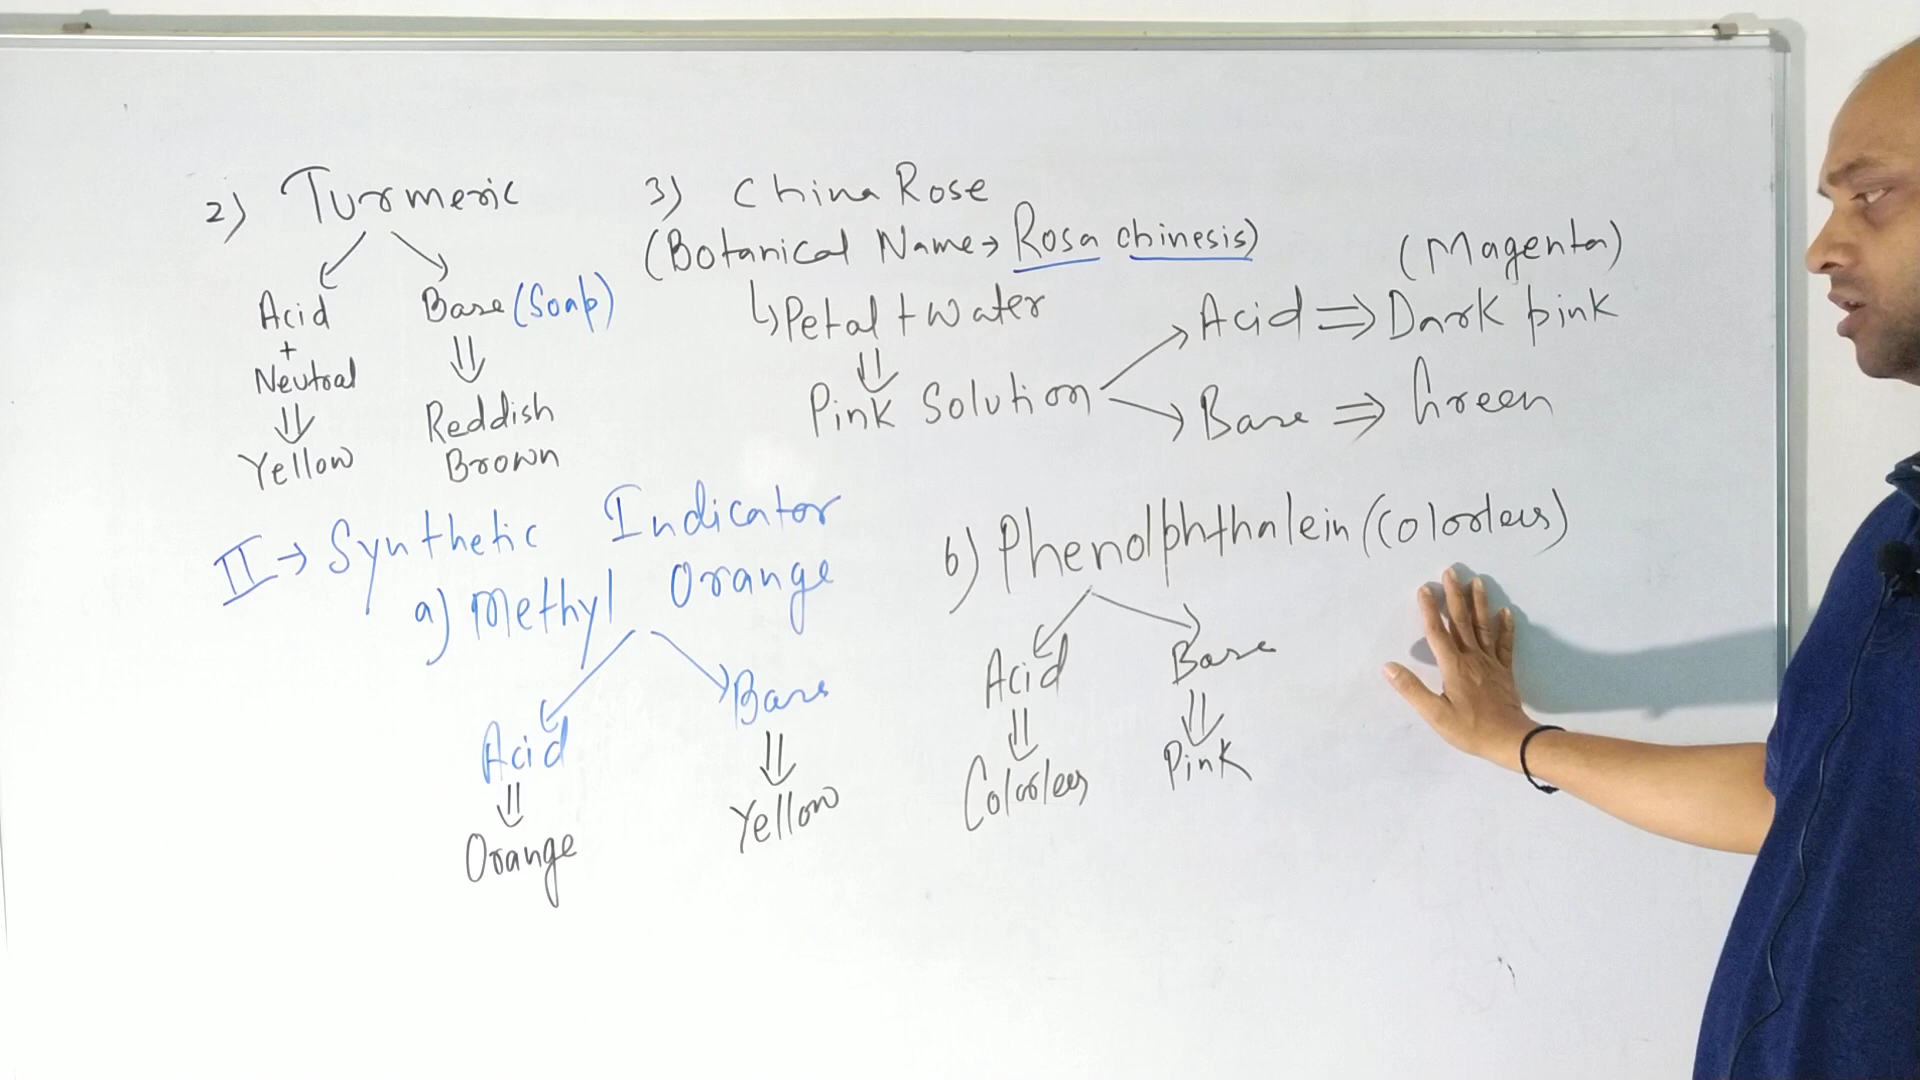 2) Turmeric
Acid
+
Neutral
⇓
Yellow
Base (Soap)
⇓
Reddish
Brown
3) China Rose
(Botanical Name → Rosa chinesis)
↳ Petal + Water
⇓
Pink Solution
Acid ⇒ Dark pink
(Magenta)
Base ⇒ Green
II → Synthetic Indicator
a) Methyl Orange
Acid
⇓
Orange
Base
⇓
Yellow
b) Phenolphthalein (Colorless)
Acid
⇓
Colorless
Base
⇓
Pink